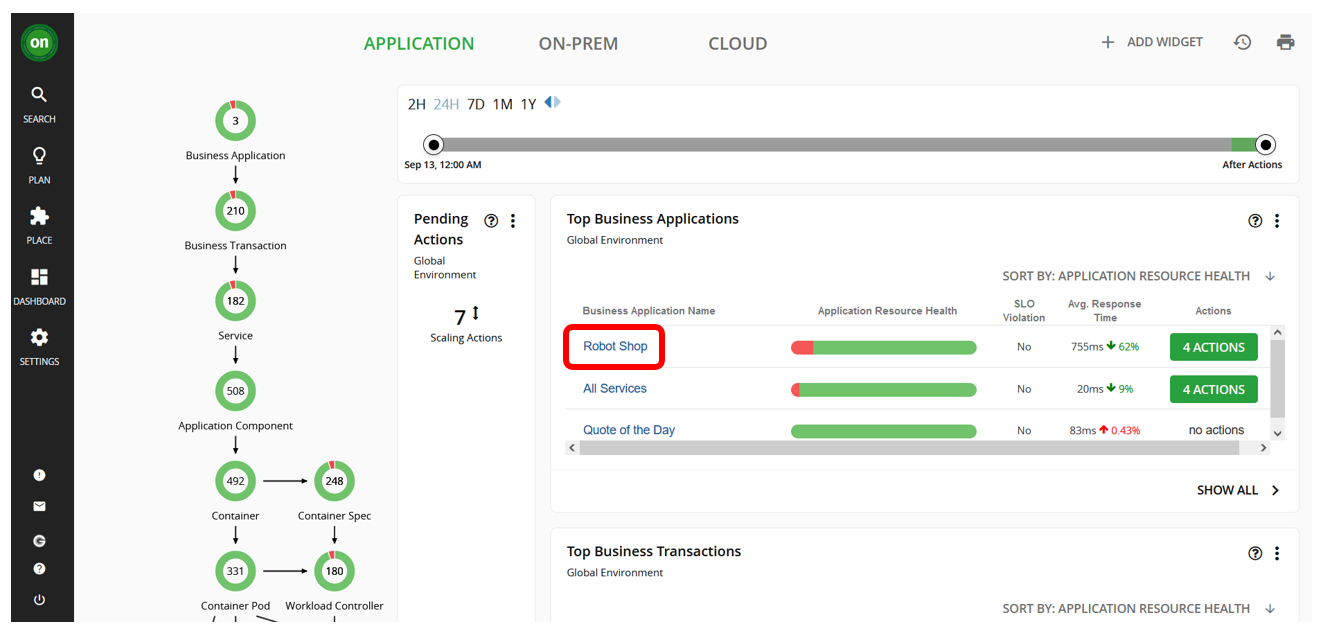 on
SEARCH
PLAN
PLACE
DASHBOARD
SETTINGS
APPLICATION ON-PREM CLOUD
+ ADD WIDGET
3
Business Application
210
Business Transaction
182
Service
508
Application Component
492 248
Container Container Spec
331 180
Container Pod Workload Controller
2H 24H 7D 1M 1Y
Sep 13, 12:00 AM After Actions
Pending
Actions
Global
Environment
7
Scaling Actions
Top Business Applications
Global Environment
SORT BY: APPLICATION RESOURCE HEALTH
Business Application Name Application Resource Health SLO Violation Avg. Response Time Actions
Robot Shop No 755ms 62% 4 ACTIONS
All Services No 20ms 9% 4 ACTIONS
Quote of the Day No 83ms 0.43% no actions
SHOW ALL
Top Business Transactions
Global Environment
SORT BY: APPLICATION RESOURCE HEALTH